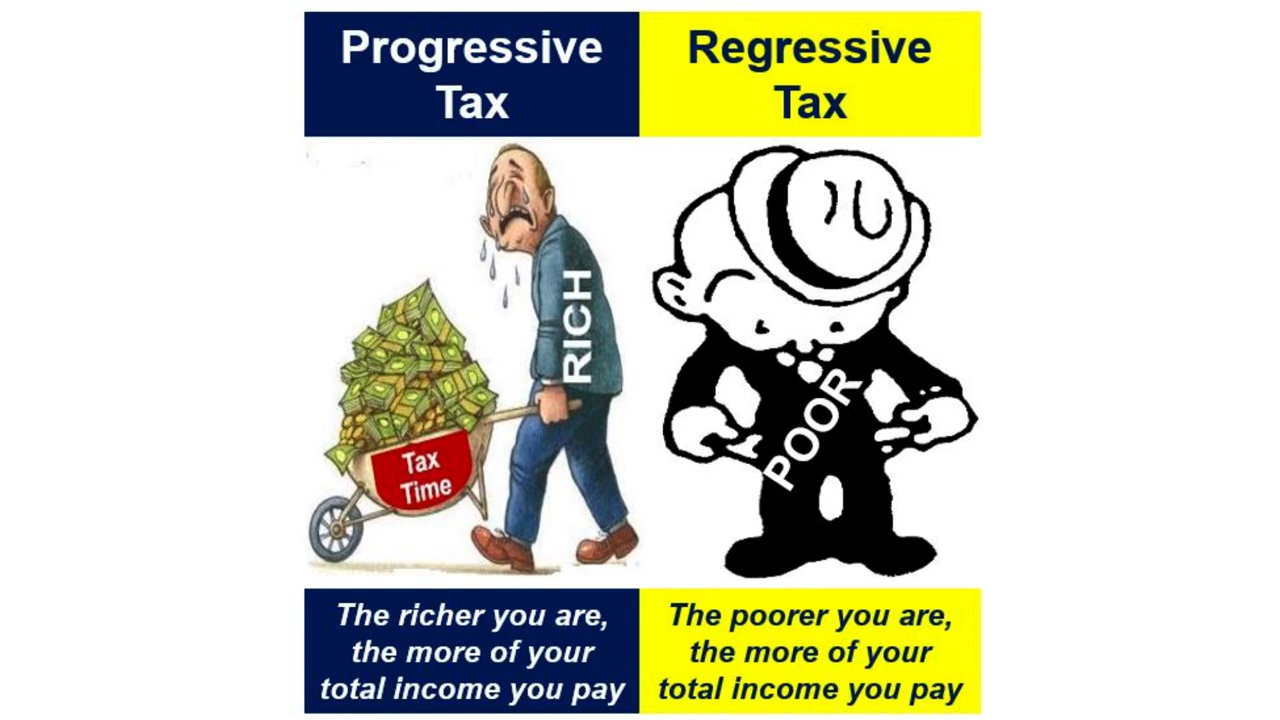 Progressive
Tax
Regressive
Tax
RICH
Tax
Time
POOR
The richer you are,
the more of your
total income you pay
The poorer you are,
the more of your
total income you pay